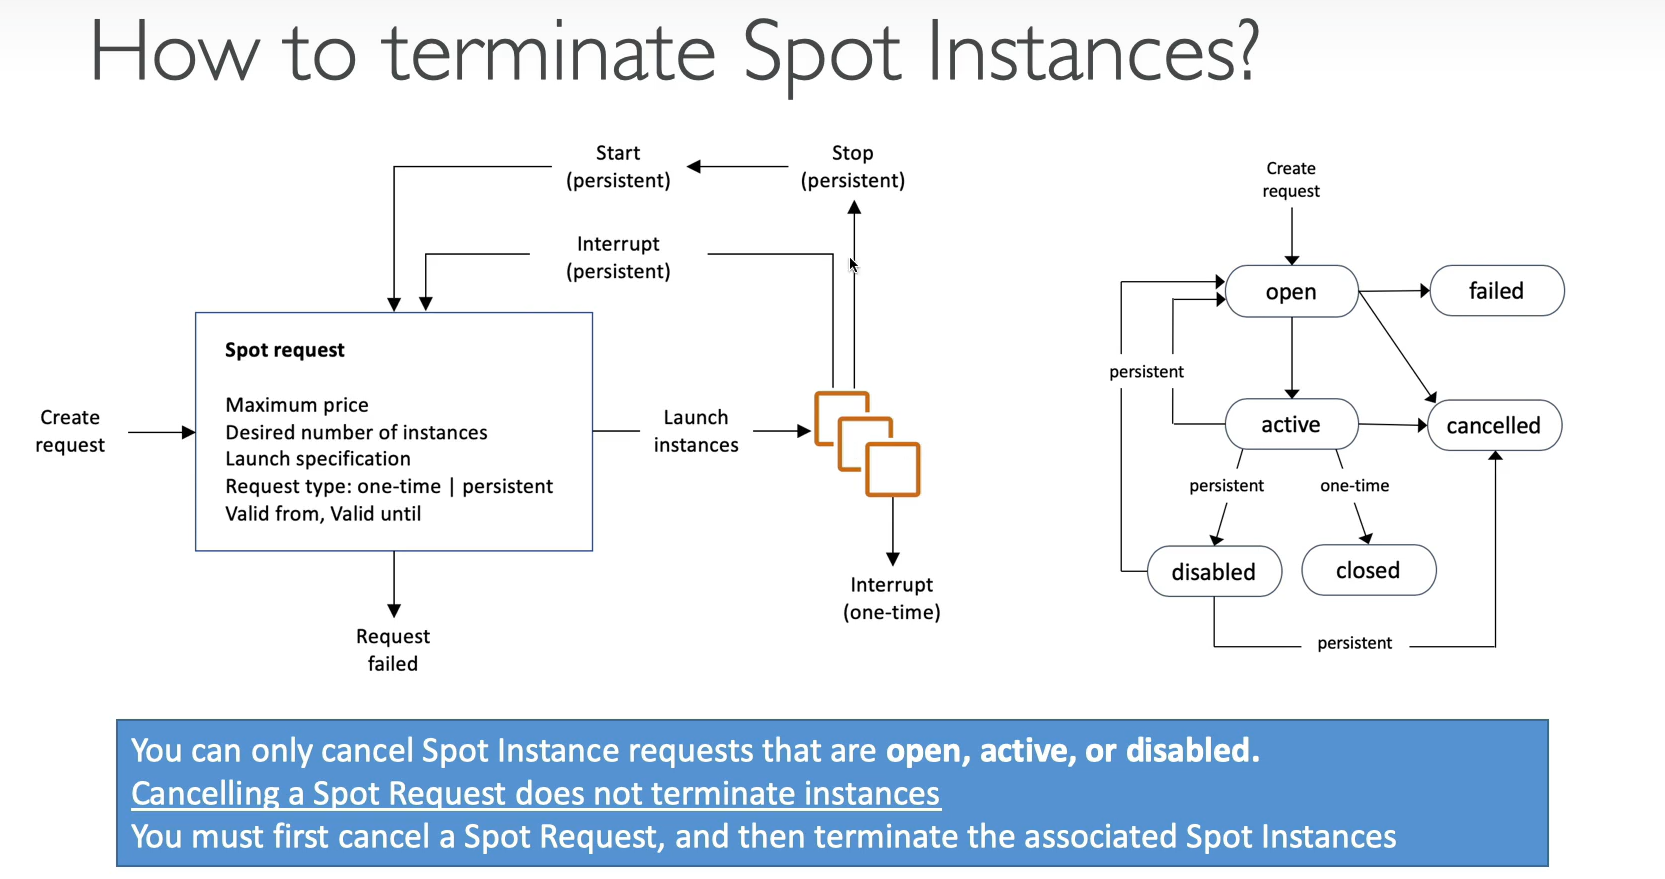 How to terminate Spot Instances?
Start
(persistent)
Stop
(persistent)
Interrupt
(persistent)
Spot request
Maximum price
Desired number of instances
Launch specification
Request type: one-time | persistent
Valid from, Valid until
Create
request
Launch
instances
Interrupt
(one-time)
Request
failed
Create
request
open
failed
persistent
active
cancelled
persistent
one-time
disabled
closed
persistent
You can only cancel Spot Instance requests that are open, active, or disabled.
Cancelling a Spot Request does not terminate instances
You must first cancel a Spot Request, and then terminate the associated Spot Instances